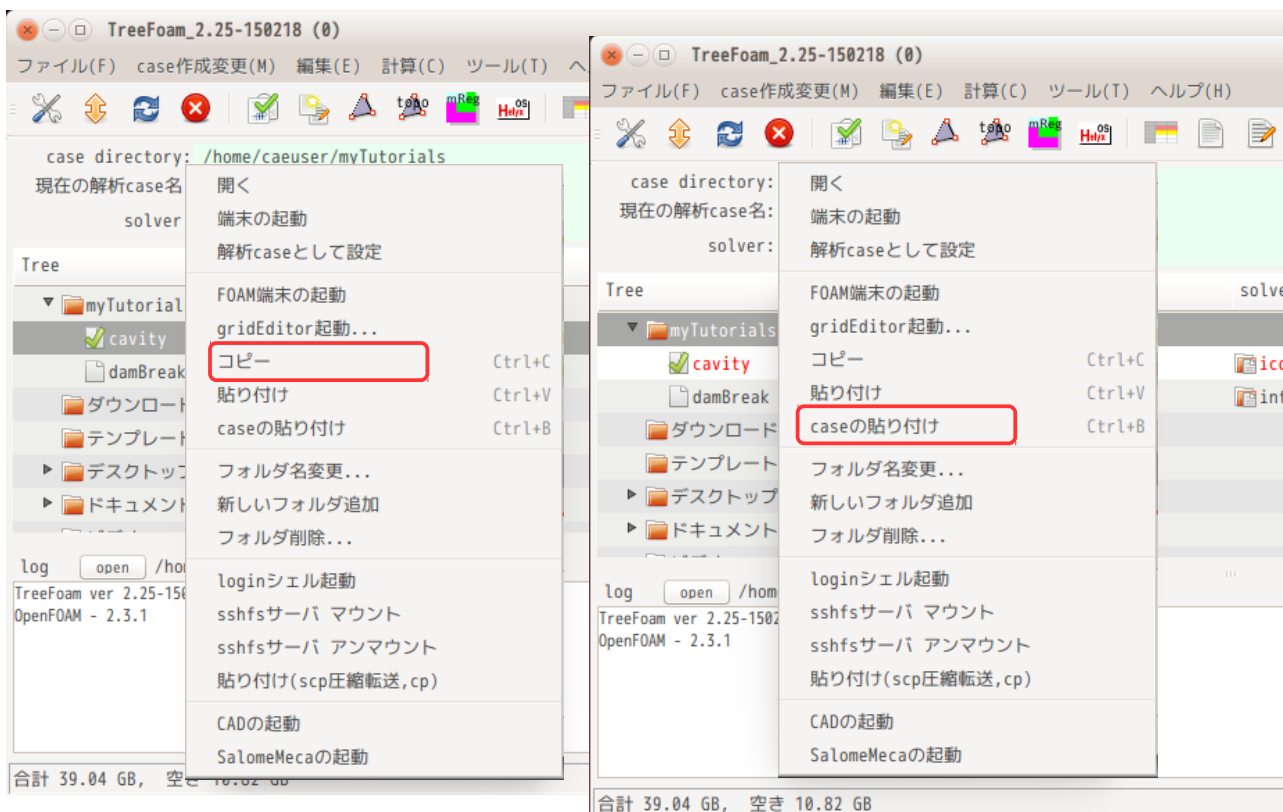 TreeFoam_2.25-150218 (0)
ファイル(F) case作成変更(M) 編集(E) 計算(C) ツール(T) ヘ
topo mReg Helyx OS
case directory: /home/caeuser/myTutorials
現在の解析case名
solver
Tree
myTutorial
cavity
damBreak
ダウンロード
テンプレート
デスクトップ
ドキュメント
log open /ho
TreeFoam ver 2.25-150
OpenFOAM - 2.3.1
合計 39.04 GB, 空き 10.82 GB
開く
端末の起動
解析caseとして設定
FOAM端末の起動
gridEditor起動...
コピー Ctrl+C
貼り付け Ctrl+V
caseの貼り付け Ctrl+B
フォルダ名変更...
新しいフォルダ追加
フォルダ削除...
loginシェル起動
sshfsサーバ マウント
sshfsサーバ アンマウント
貼り付け(scp圧縮転送,cp)
CADの起動
SalomeMecaの起動
TreeFoam_2.25-150218 (0)
ファイル(F) case作成変更(M) 編集(E) 計算(C) ツール(T) ヘルプ(H)
topo mReg Helyx OS
case directory:
現在の解析case名:
solver:
Tree solve
myTutorials
cavity ico
damBreak int
ダウンロード
テンプレート
デスクトップ
ドキュメント
log open /hom
TreeFoam ver 2.25-1502
OpenFOAM - 2.3.1
合計 39.04 GB, 空き 10.82 GB
開く
端末の起動
解析caseとして設定
FOAM端末の起動
gridEditor起動...
コピー Ctrl+C
貼り付け Ctrl+V
caseの貼り付け Ctrl+B
フォルダ名変更...
新しいフォルダ追加
フォルダ削除...
loginシェル起動
sshfsサーバ マウント
sshfsサーバ アンマウント
貼り付け(scp圧縮転送,cp)
CADの起動
SalomeMecaの起動